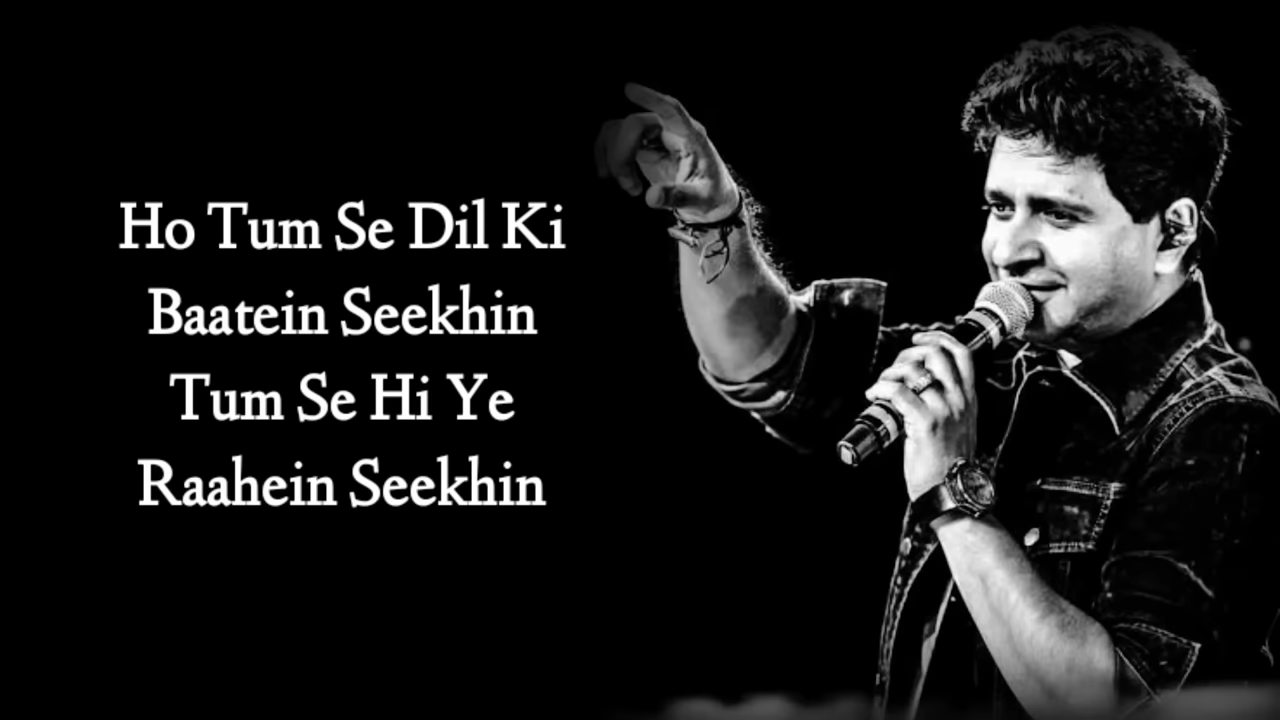 Ho Tum Se Dil Ki
Baatein Seekhin
Tum Se Hi Ye
Raahein Seekhin